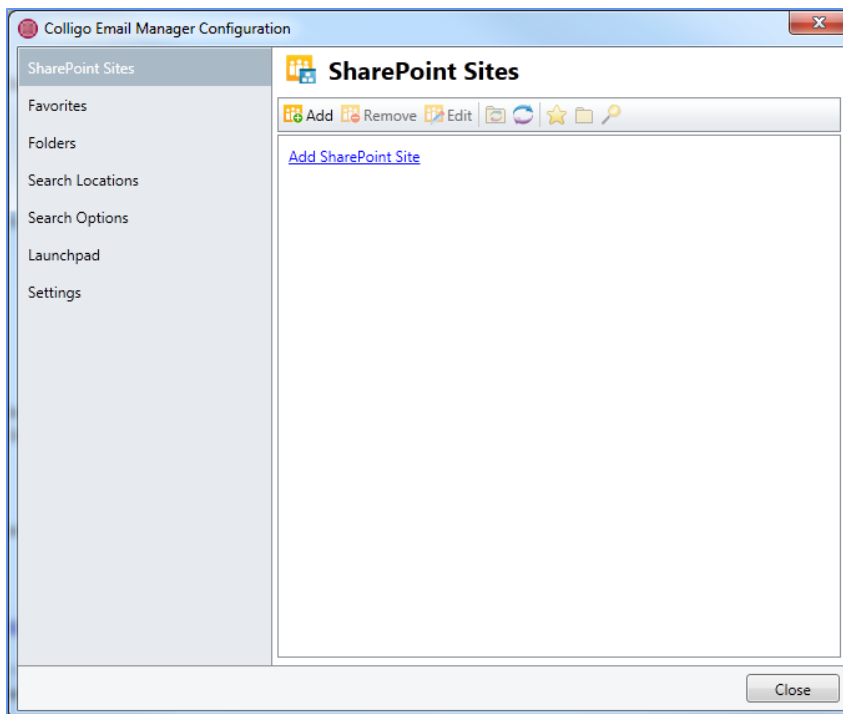 Colligo Email Manager Configuration
x
SharePoint Sites
Favorites
Folders
Search Locations
Search Options
Launchpad
Settings
SharePoint Sites
Add Remove Edit
Add SharePoint Site
Close